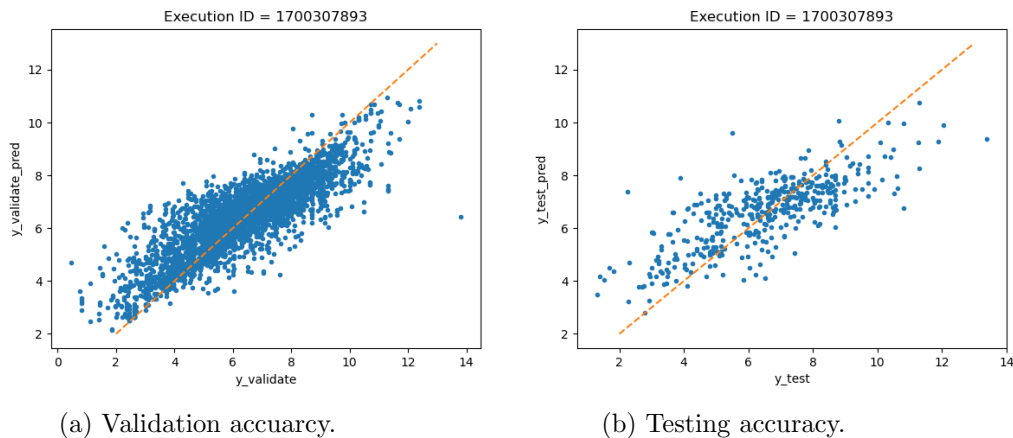 Execution ID = 1700307893
12
10
8
6
4
2
y_validate_pred
0 2 4 6 8 10 12 14
y_validate
(a) Validation accuarcy.
Execution ID = 1700307893
12
10
8
6
4
2
y_test_pred
2 4 6 8 10 12 14
y_test
(b) Testing accuracy.